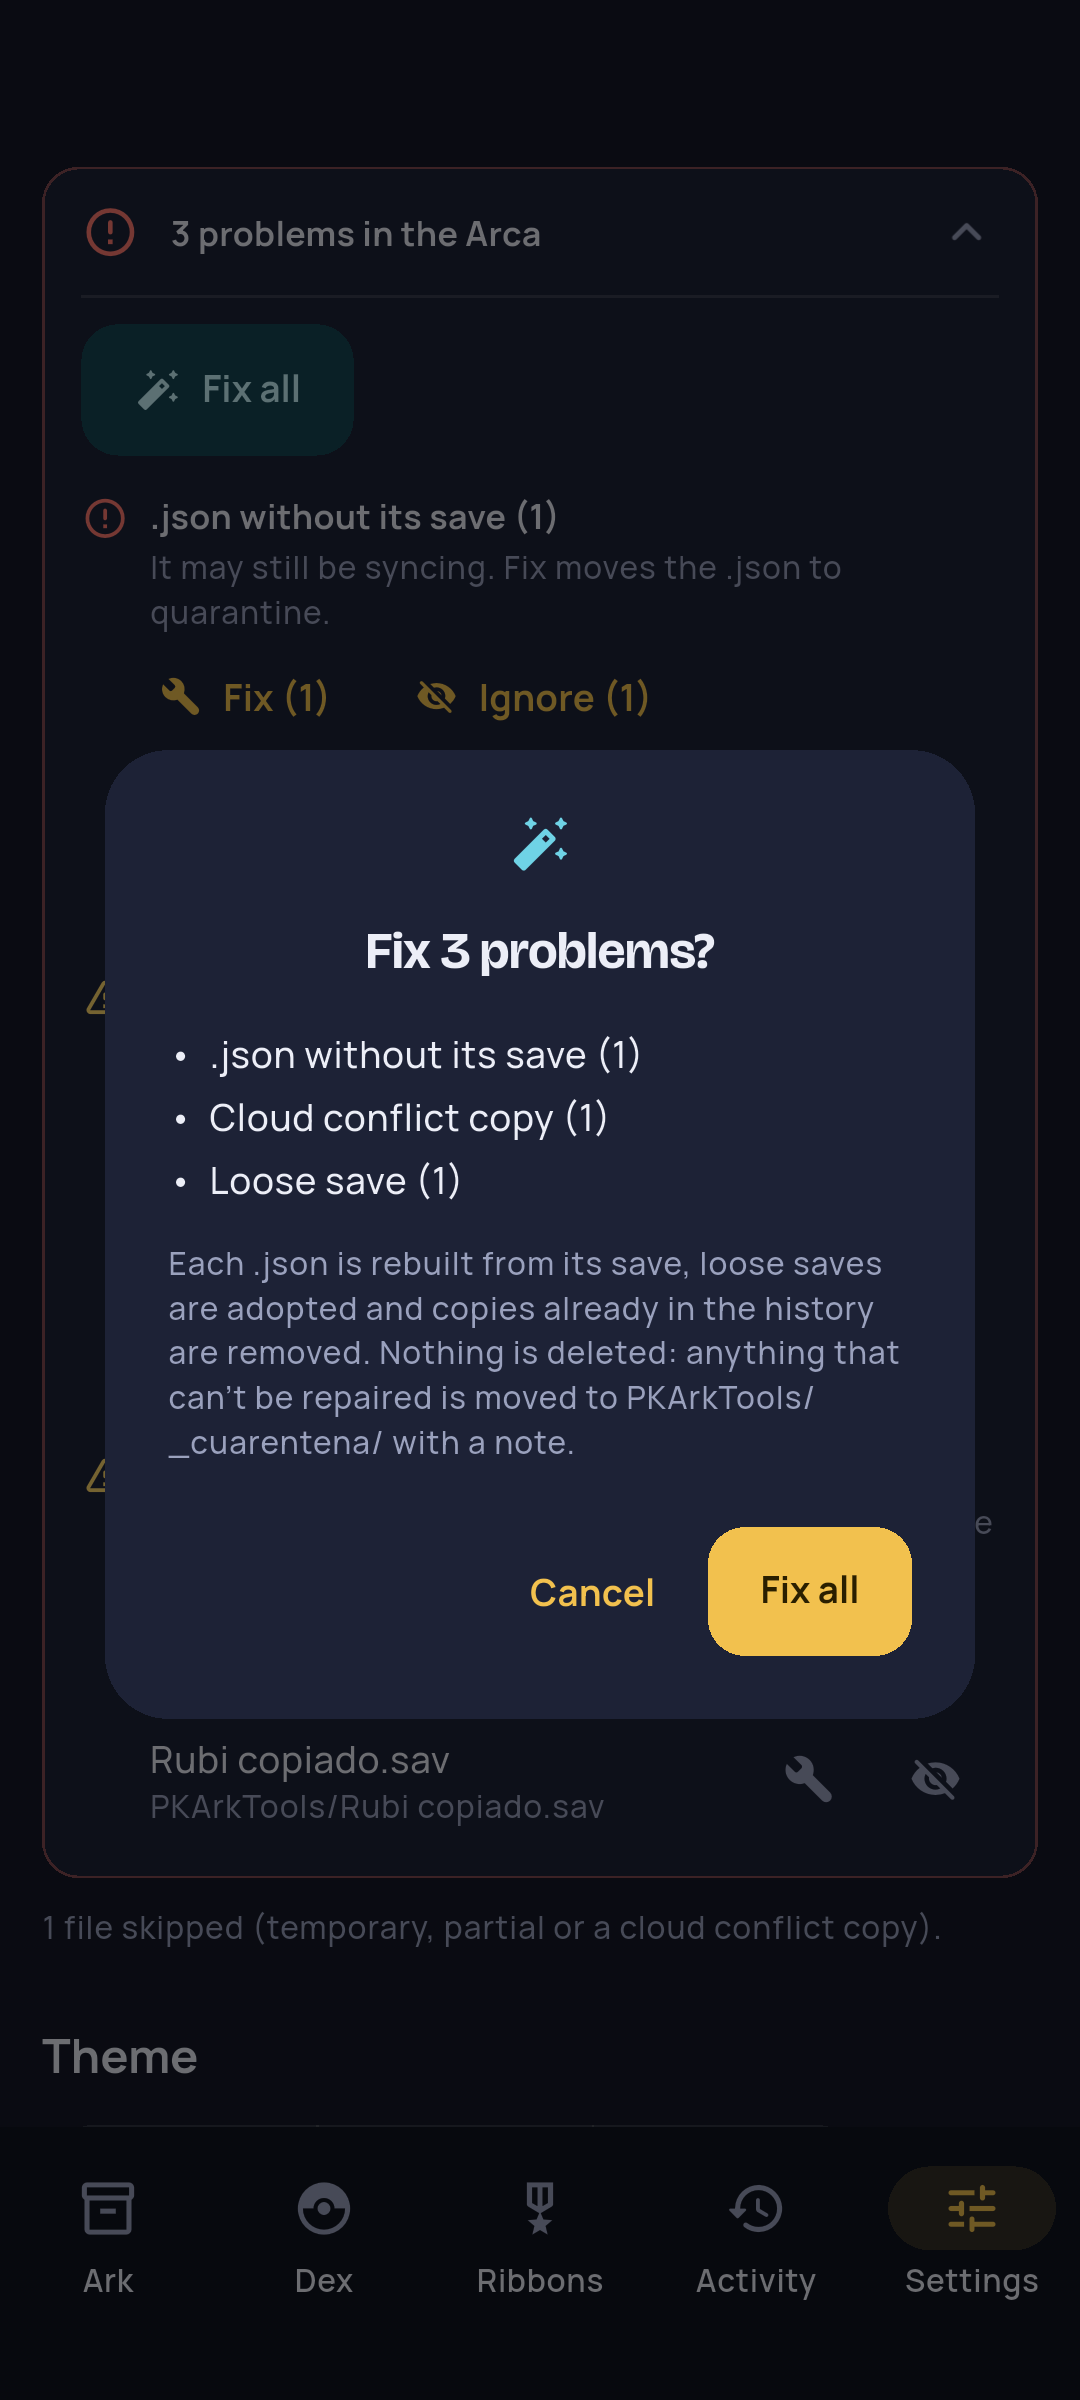 3 problems in the Arca
Fix all
.json without its save (1)
It may still be syncing. Fix moves the .json to
quarantine.
Fix (1) Ignore (1)
Fix 3 problems?
• .json without its save (1)
• Cloud conflict copy (1)
• Loose save (1)
Each .json is rebuilt from its save, loose saves
are adopted and copies already in the history
are removed. Nothing is deleted: anything that
can’t be repaired is moved to PKArkTools/
_cuarentena/ with a note.
Cancel Fix all
Rubi copiado.sav
PKArkTools/Rubi copiado.sav
1 file skipped (temporary, partial or a cloud conflict copy).
Theme
Ark Dex Ribbons Activity Settings